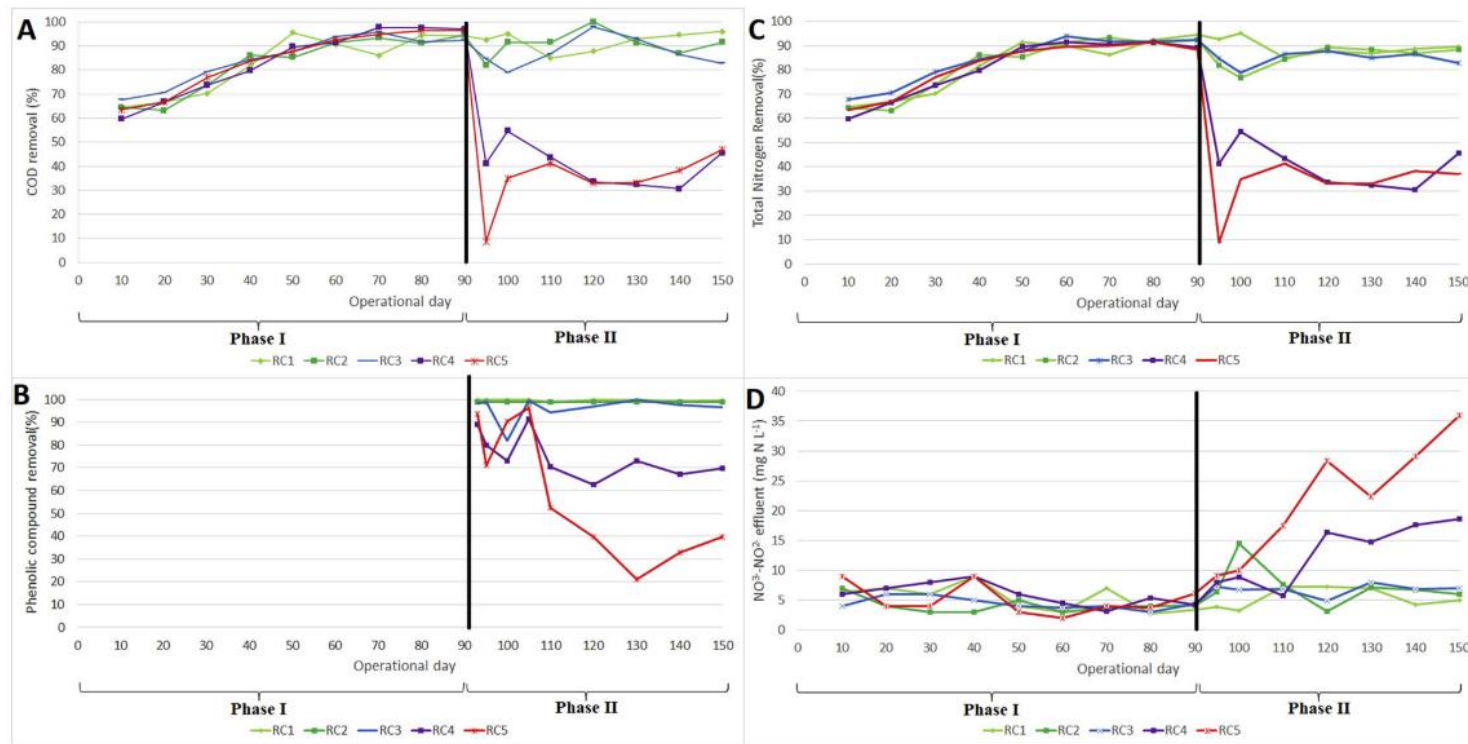 A
COD removal (%)
100
90
80
70
60
50
40
30
20
10
0
0 10 20 30 40 50 60 70 80 90 100 110 120 130 140 150
Operational day
Phase I Phase II
RC1 RC2 RC3 RC4 RC5
C
Total Nitrogen Removal(%)
100
90
80
70
60
50
40
30
20
10
0
0 10 20 30 40 50 60 70 80 90 100 110 120 130 140 150
Operational day
Phase I Phase II
RC1 RC2 RC3 RC4 RC5
B
Phenolic compound removal(%)
100
90
80
70
60
50
40
30
20
10
0
0 10 20 30 40 50 60 70 80 90 100 110 120 130 140 150
Operational day
Phase I Phase II
RC1 RC2 RC3 RC4 RC5
D
NO³⁻-NO²⁻ effluent (mg N L⁻¹)
40
35
30
25
20
15
10
5
0
0 10 20 30 40 50 60 70 80 90 100 110 120 130 140 150
Operational day
Phase I Phase II
RC1 RC2 RC3 RC4 RC5